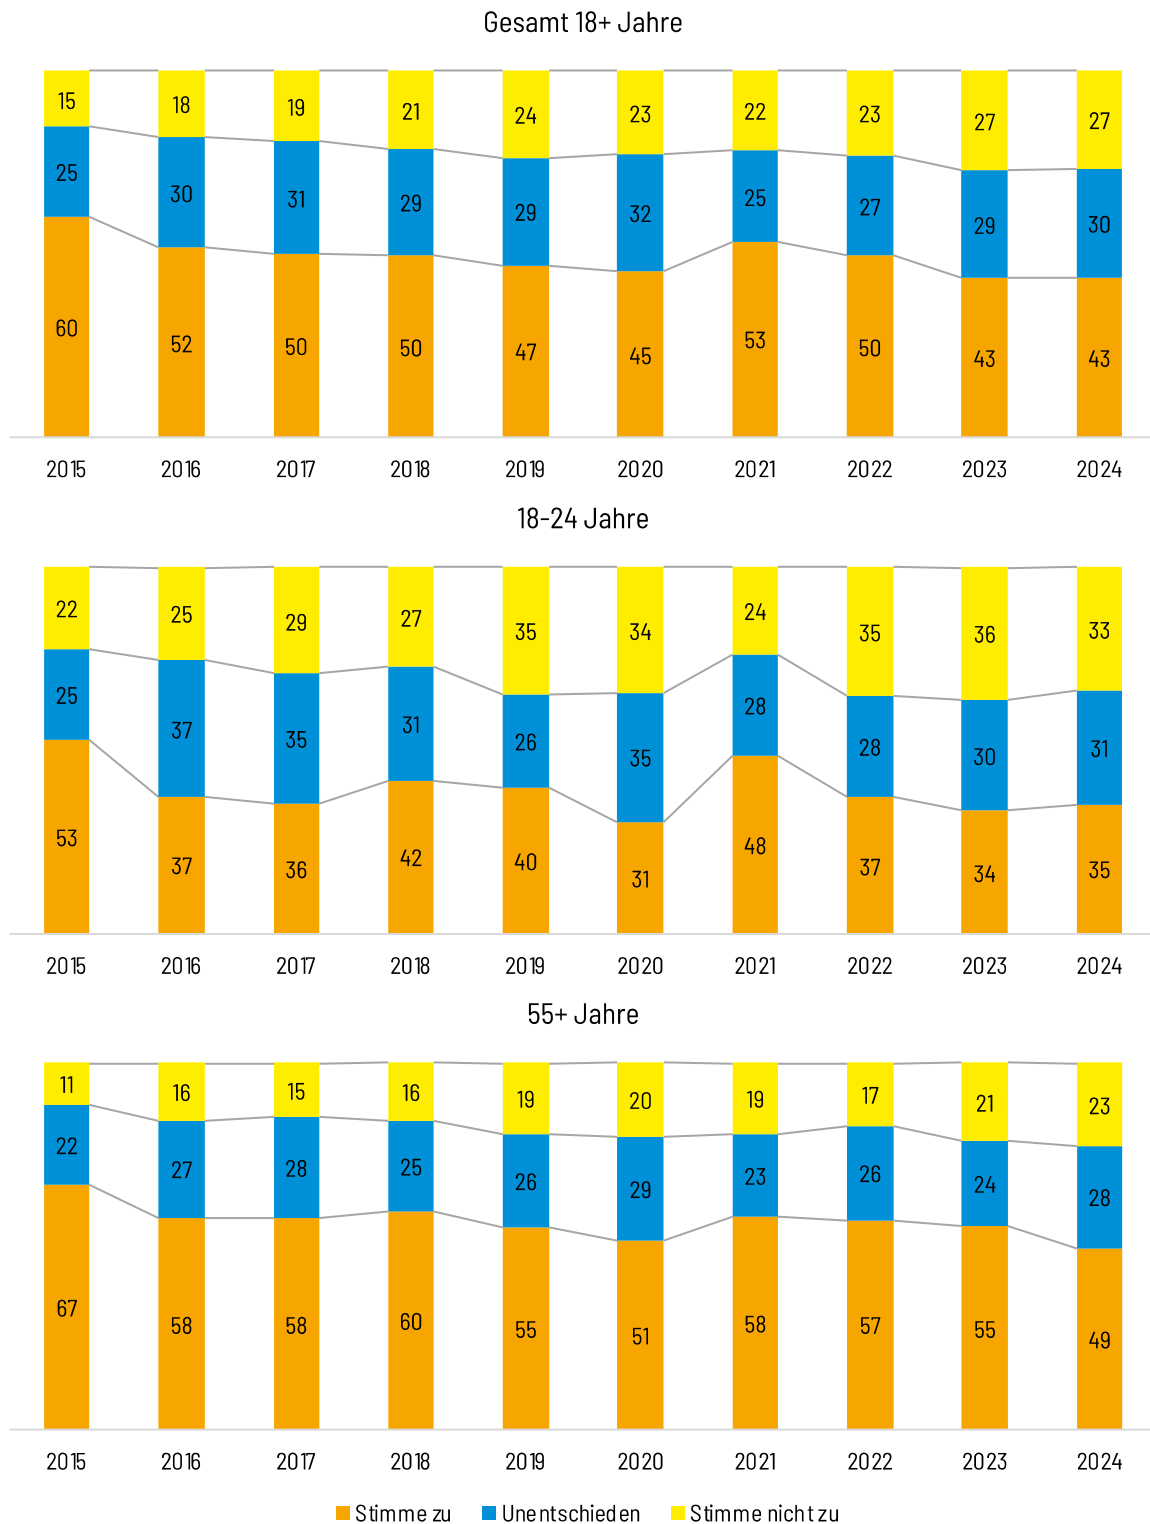 Gesamt 18+ Jahre
15 18 19 21 24 23 22 23 27 27
25 30 31 29 29 32 25 27 29 30
60 52 50 50 47 45 53 50 43 43
2015 2016 2017 2018 2019 2020 2021 2022 2023 2024
18-24 Jahre
22 25 29 27 35 34 24 35 36 33
25 37 35 31 26 35 28 28 30 31
53 37 36 42 40 31 48 37 34 35
2015 2016 2017 2018 2019 2020 2021 2022 2023 2024
55+ Jahre
11 16 15 16 19 20 19 17 21 23
22 27 28 25 26 29 23 26 24 28
67 58 58 60 55 51 58 57 55 49
2015 2016 2017 2018 2019 2020 2021 2022 2023 2024
Stimme zu Unentschieden Stimme nicht zu